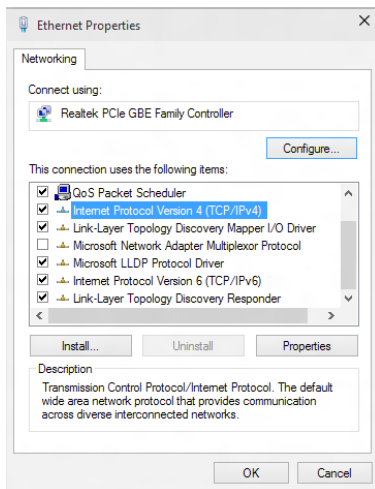 Ethernet Properties
Networking
Connect using:
Realtek PCIe GBE Family Controller
Configure...
This connection uses the following items:
QoS Packet Scheduler
Internet Protocol Version 4 (TCP/IPv4)
Link-Layer Topology Discovery Mapper I/O Driver
Microsoft Network Adapter Multiplexor Protocol
Microsoft LLDP Protocol Driver
Internet Protocol Version 6 (TCP/IPv6)
Link-Layer Topology Discovery Responder
Install... Uninstall Properties
Description
Transmission Control Protocol/Internet Protocol. The default
wide area network protocol that provides communication
across diverse interconnected networks.
OK Cancel